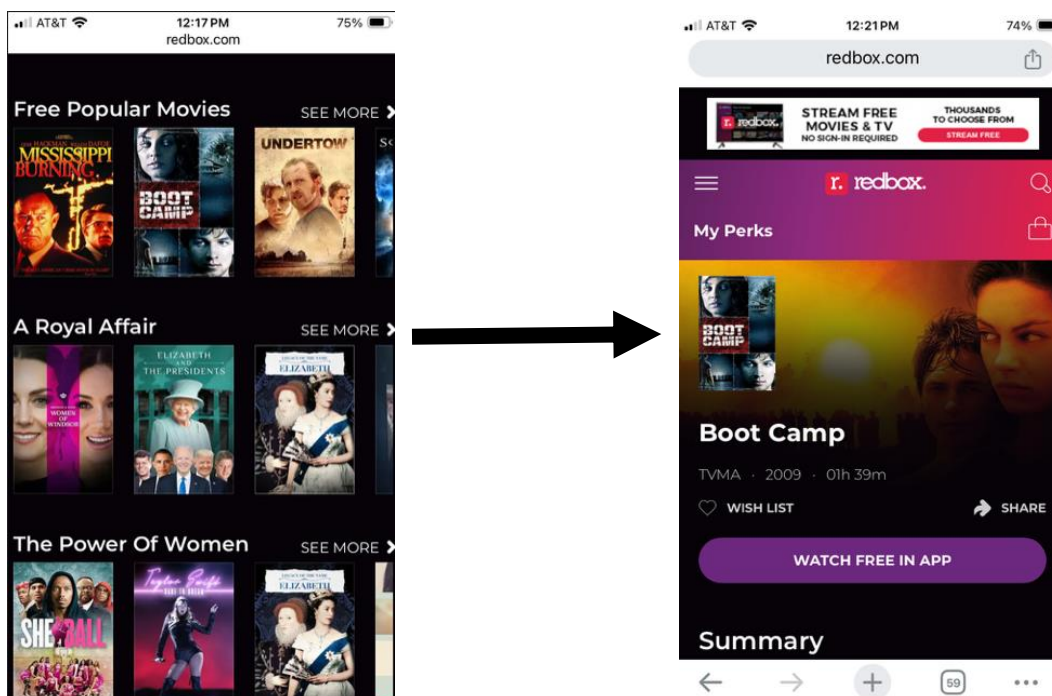 AT&T 12:17 PM 75%
redbox.com
Free Popular Movies SEE MORE
MISSISSIPPI
BURNING
BOOT
CAMP
UNDERTOW
A Royal Affair SEE MORE
WOMEN
OF
WINDSOR
ELIZABETH
AND
THE PRESIDENTS
ELIZABETH
The Power Of Women SEE MORE
SHE BALL
Taylor Swift
ELIZABETH
AT&T 12:21 PM 74%
redbox.com
r. redbox.
STREAM FREE
MOVIES & TV
NO SIGN-IN REQUIRED
THOUSANDS
TO CHOOSE FROM
STREAM FREE
r. redbox.
My Perks
BOOT
CAMP
Boot Camp
TVMA · 2009 · 01h 39m
WISH LIST SHARE
WATCH FREE IN APP
Summary
59